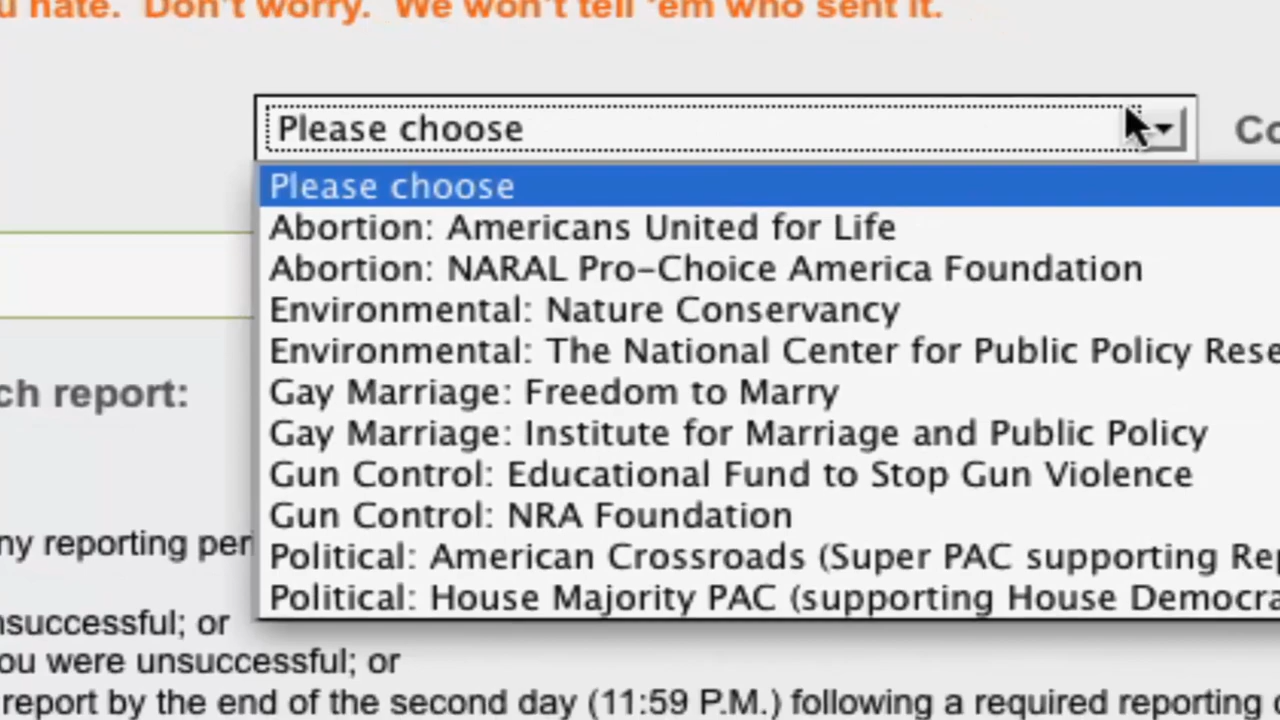 hate. Don't worry. We won't tell 'em who sent it.
Please choose
Please choose
Abortion: Americans United for Life
Abortion: NARAL Pro-Choice America Foundation
Environmental: Nature Conservancy
Environmental: The National Center for Public Policy
Gay Marriage: Freedom to Marry
ch report:
Gay Marriage: Institute for Marriage and Public Policy
Gun Control: Educational Fund to Stop Gun Violence
Gun Control: NRA Foundation
ny reporting per
Political: American Crossroads (Super PAC supporting
Political: House Majority PAC (supporting House
nsuccessful; or
ou were unsuccessful; or
report by the end of the second day (11:59 P.M.) following a required reporting